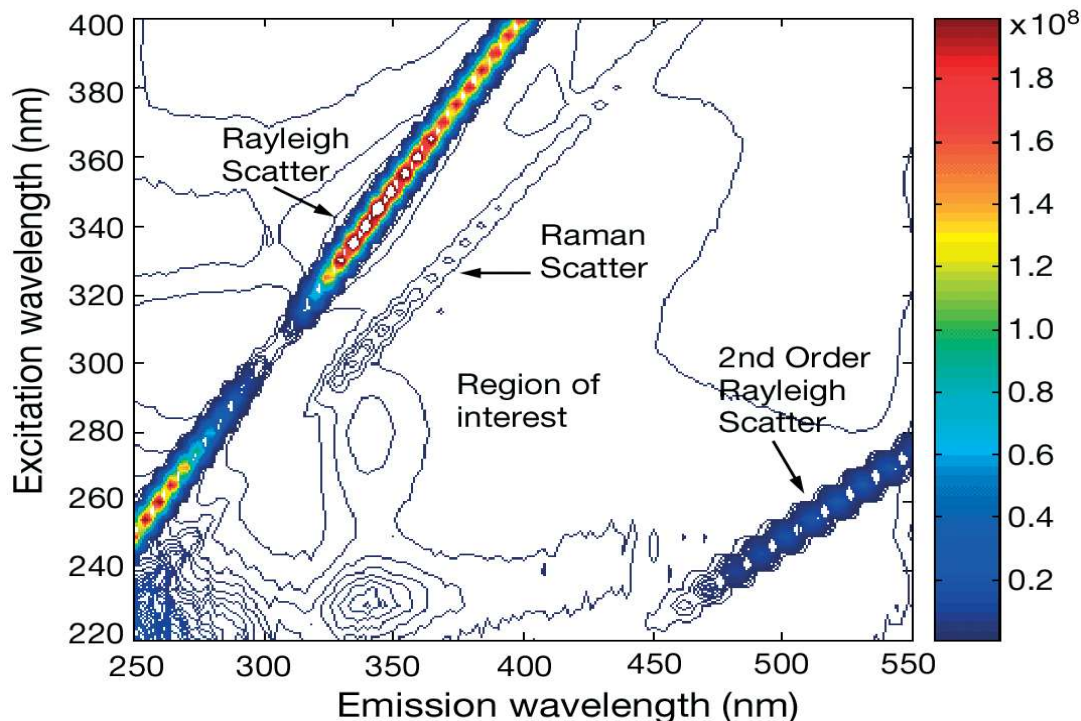 Excitation wavelength (nm)
400
380
360
340
320
300
280
260
240
220
Rayleigh
Scatter
Raman
Scatter
Region of
interest
2nd Order
Rayleigh
Scatter
250
300
350
400
450
500
550
Emission wavelength (nm)
x10⁸
1.8
1.6
1.4
1.2
1.0
0.8
0.6
0.4
0.2